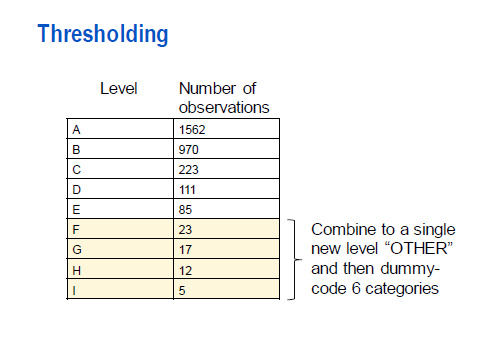 Thresholding
Level Number of
observations
A 1562
B 970
C 223
D 111
E 85
F 23
G 17
H 12
I 5
Combine to a single
new level “OTHER”
and then dummy-
code 6 categories